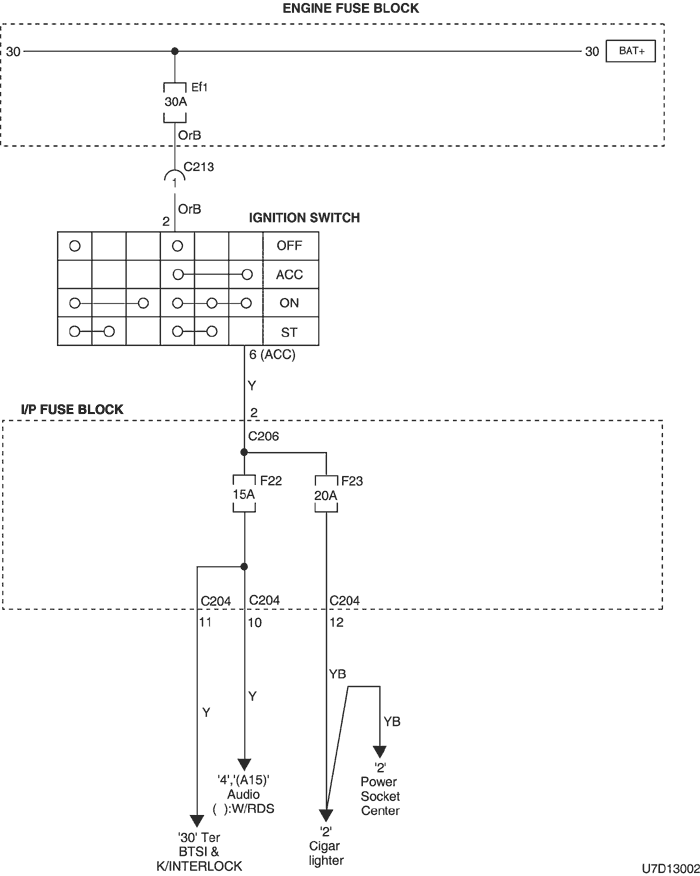 ENGINE FUSE BLOCK
30
30
BAT+
Ef1
30A
OrB
C213
1
OrB
2
IGNITION SWITCH
OFF
ACC
ON
ST
6 (ACC)
Y
I/P FUSE BLOCK
2
C206
F22
15A
F23
20A
C204
C204
C204
11
10
12
YB
Y
Y
YB
'4','(A15)'
Audio
( ):W/RDS
'2'
Power
Socket
Center
'30' Ter
BTSI &
K/INTERLOCK
'2'
Cigar
lighter
U7D13002